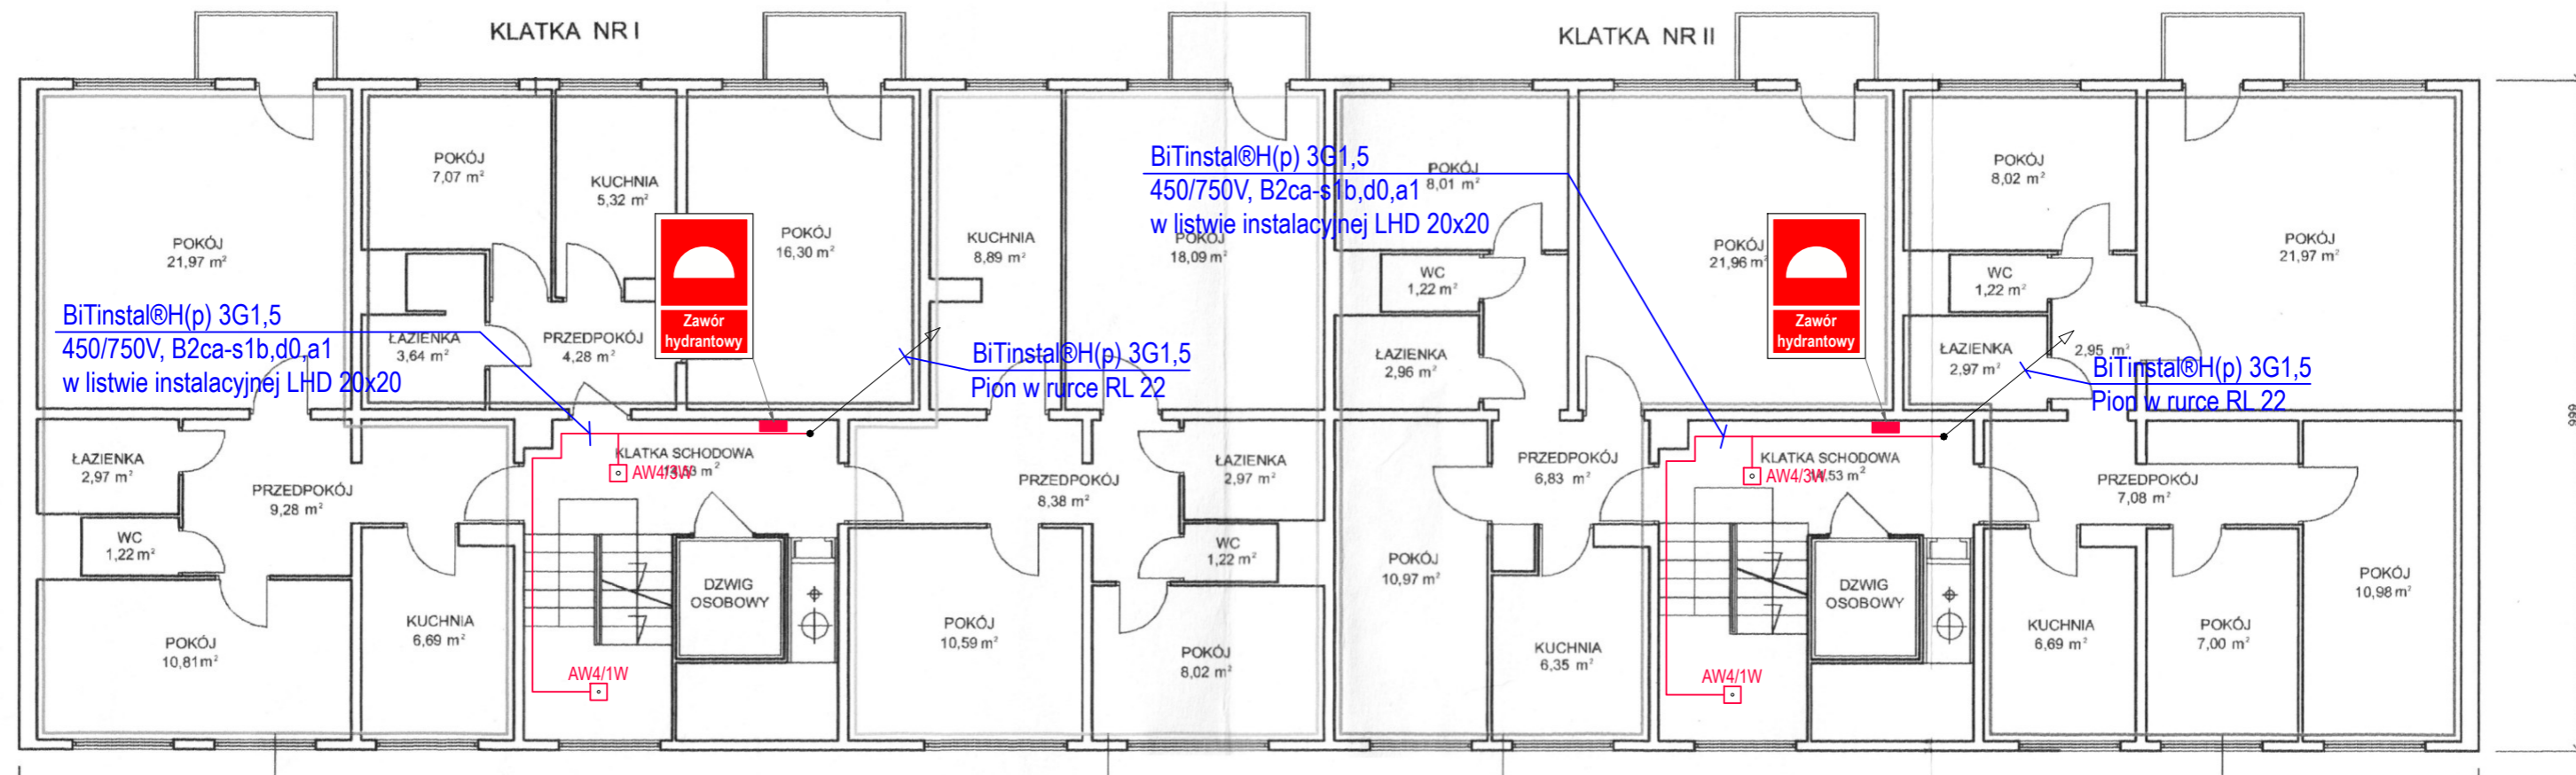 KLATKA NR I
KLATKA NR II
POKÓJ
21,97 m²
POKÓJ
7,07 m²
KUCHNIA
5,32 m²
POKÓJ
16,30 m²
KUCHNIA
8,89 m²
POKÓJ
18,09 m²
BiTinstal®H(p) 3G1,5
450/750V, B2ca-s1b,d0,a1
w listwie instalacyjnej LHD 20x20
POKÓJ
8,01 m²
POKÓJ
21,96 m²
POKÓJ
8,02 m²
POKÓJ
21,97 m²
Zawór
hydrantowy
Zawór
hydrantowy
WC
1,22 m²
WC
1,22 m²
BiTinstal®H(p) 3G1,5
450/750V, B2ca-s1b,d0,a1
w listwie instalacyjnej LHD 20x20
ŁAZIENKA
3,64 m²
PRZEDPOKÓJ
4,28 m²
BiTinstal®H(p) 3G1,5
Pion w rurce RL 22
ŁAZIENKA
2,96 m²
ŁAZIENKA
2,97 m²
2,95 m²
BiTinstal®H(p) 3G1,5
Pion w rurce RL 22
999
ŁAZIENKA
2,97 m²
PRZEDPOKÓJ
9,28 m²
WC
1,22 m²
KLATKA SCHODOWA
m²
AW4/3W
PRZEDPOKÓJ
8,38 m²
ŁAZIENKA
2,97 m²
WC
1,22 m²
PRZEDPOKÓJ
6,83 m²
KLATKA SCHODOWA
,53 m²
AW4/3W
PRZEDPOKÓJ
7,08 m²
POKÓJ
10,81 m²
KUCHNIA
6,69 m²
AW4/1W
DZWIG
OSOBOWY
POKÓJ
10,59 m²
POKÓJ
8,02 m²
POKÓJ
10,97 m²
KUCHNIA
6,35 m²
AW4/1W
DZWIG
OSOBOWY
KUCHNIA
6,69 m²
POKÓJ
7,00 m²
POKÓJ
10,98 m²